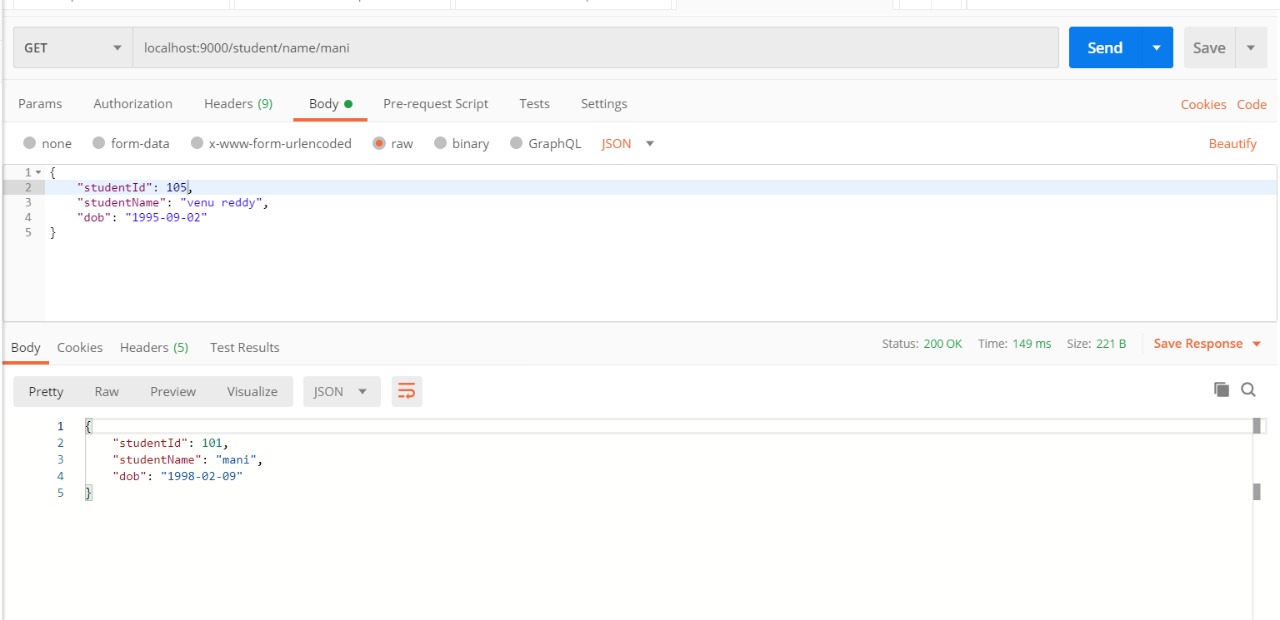 GET localhost:9000/student/name/mani Send Save
Params Authorization Headers (9) Body Pre-request Script Tests Settings Cookies Code
none form-data x-www-form-urlencoded raw binary GraphQL JSON Beautify
1 {
2 "studentId": 105,
3 "studentName": "venu reddy",
4 "dob": "1995-09-02"
5 }
Body Cookies Headers (5) Test Results Status: 200 OK Time: 149 ms Size: 221 B Save Response
Pretty Raw Preview Visualize JSON
1 {
2 "studentId": 101,
3 "studentName": "mani",
4 "dob": "1998-02-09"
5 }